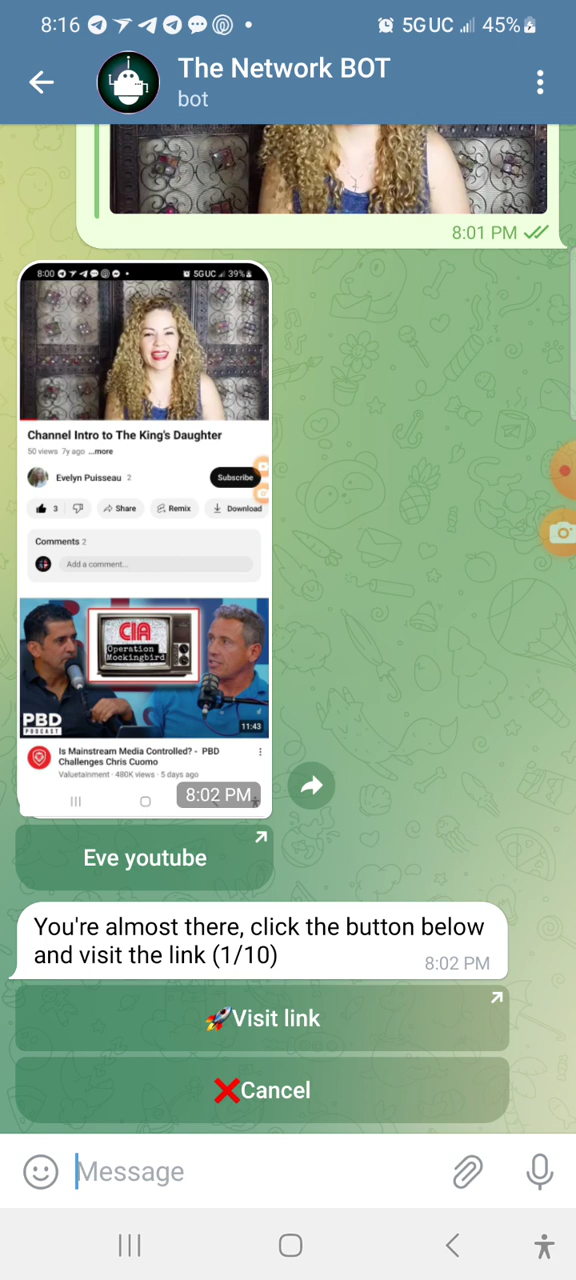 8:16
5G UC
45%
The Network BOT
bot
8:01 PM
8:00
5G UC
39%
Channel Intro to The King's Daughter
50 views 7y ago ...more
Evelyn Puisseau 2
Subscribe
3
Share
Remix
Download
Comments 2
Add a comment...
CIA
Operation
Mockingbird
PBD
PODCAST
11:43
Is Mainstream Media Controlled? - PBD
Challenges Chris Cuomo
Valuetainment · 480K views · 5 days ago
8:02 PM
Eve youtube
You're almost there, click the button below
and visit the link (1/10)
8:02 PM
🚀Visit link
❌Cancel
Message